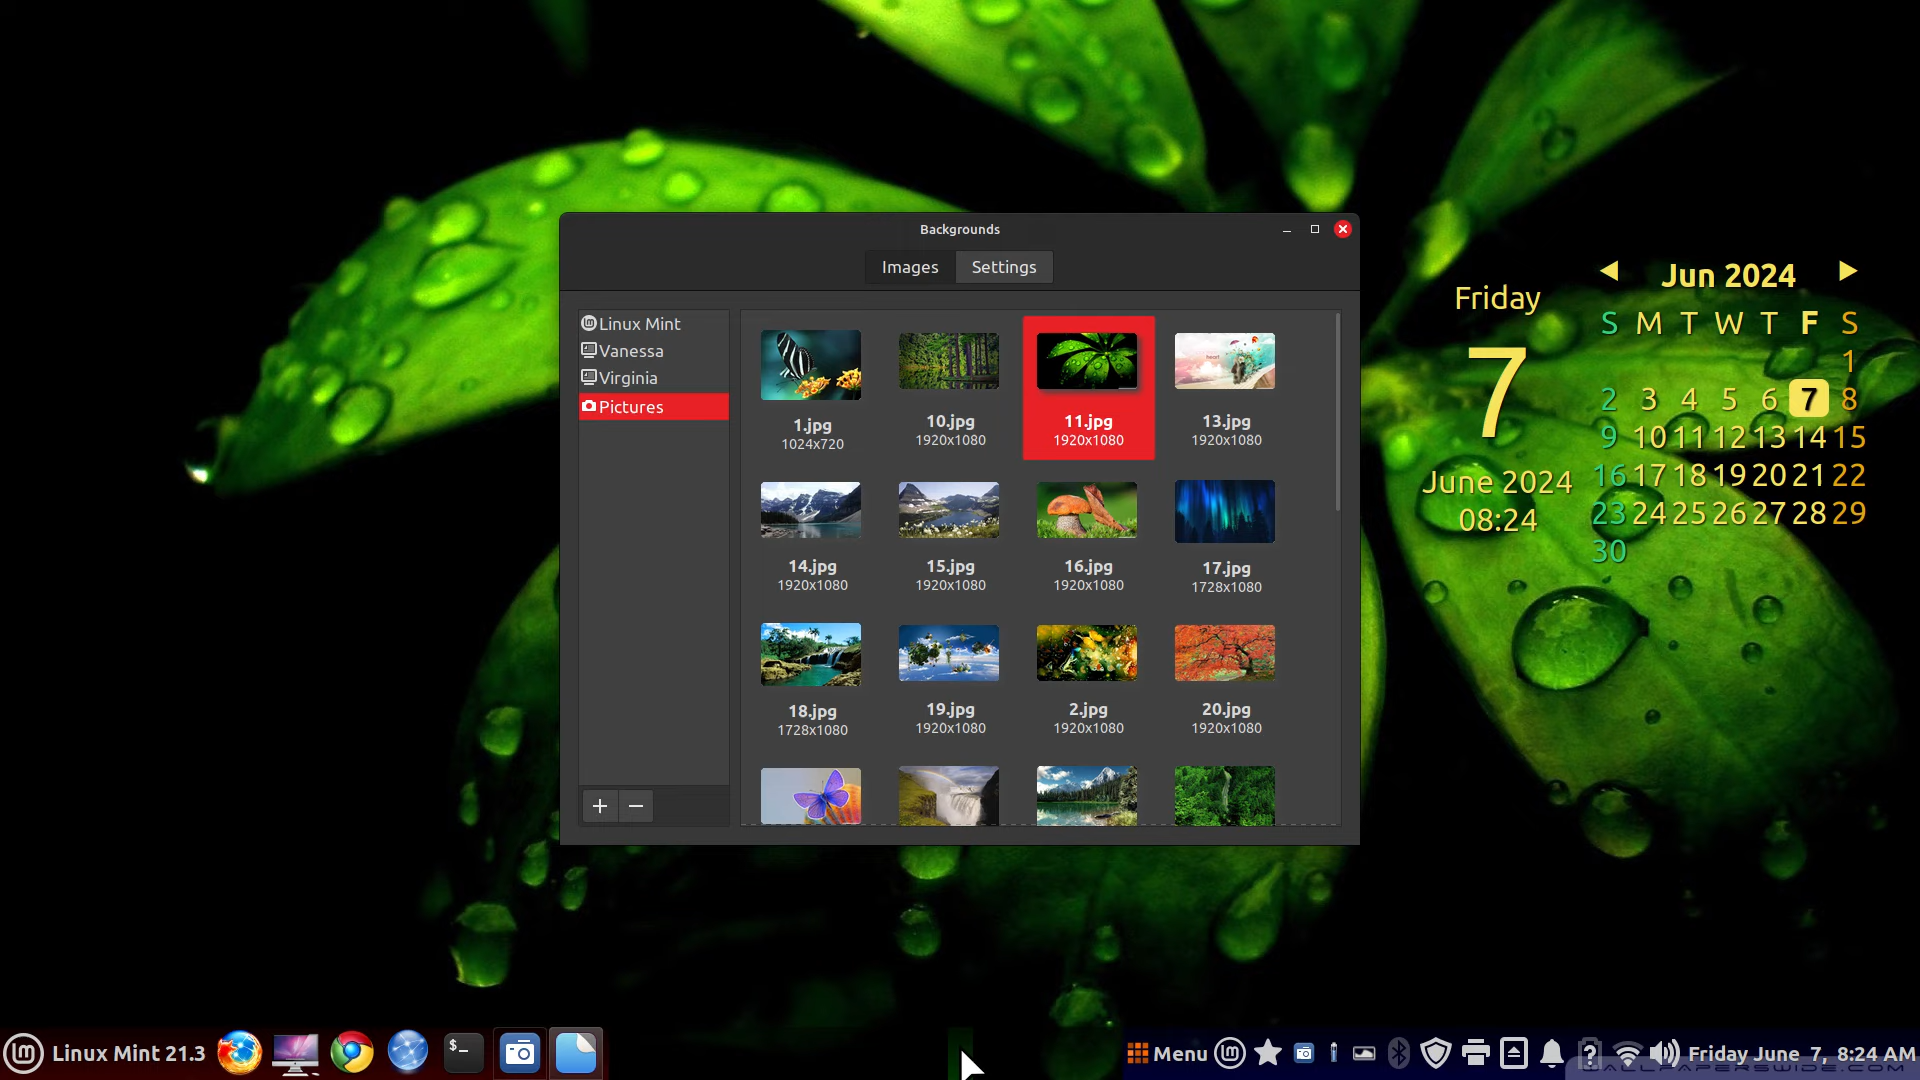 Backgrounds
Images Settings
Linux Mint
Vanessa
Virginia
Pictures
1.jpg
1024x720
10.jpg
1920x1080
11.jpg
1920x1080
13.jpg
1920x1080
14.jpg
1920x1080
15.jpg
1920x1080
16.jpg
1920x1080
17.jpg
1728x1080
18.jpg
1728x1080
19.jpg
1920x1080
2.jpg
1920x1080
20.jpg
1920x1080
Friday
7
June 2024
08:24
Jun 2024
S M T W T F S
1
2 3 4 5 6 7 8
9 10 11 12 13 14 15
16 17 18 19 20 21 22
23 24 25 26 27 28 29
30
Linux Mint 21.3
$_
Menu
Friday June 7, 8:24 AM
WALLPAPERSWIDE.COM